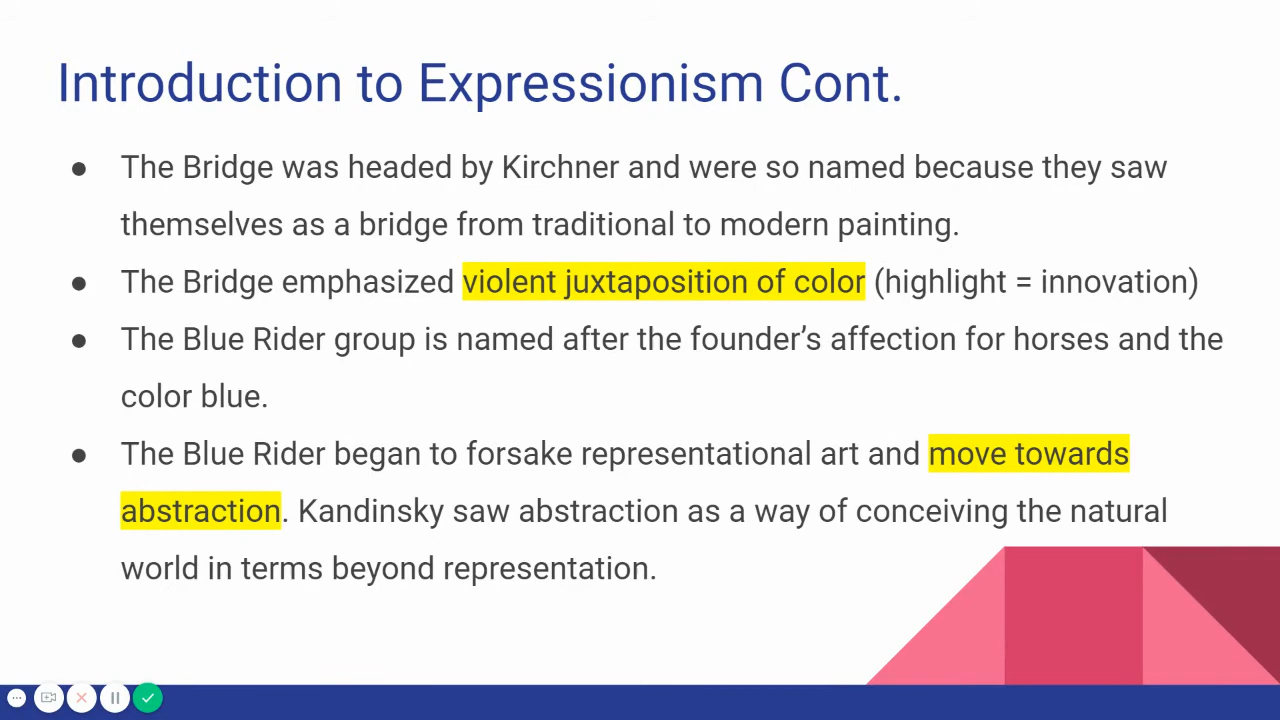 Introduction to Expressionism Cont.
● The Bridge was headed by Kirchner and were so named because they saw
themselves as a bridge from traditional to modern painting.
● The Bridge emphasized violent juxtaposition of color (highlight = innovation)
● The Blue Rider group is named after the founder’s affection for horses and the
color blue.
● The Blue Rider began to forsake representational art and move towards
abstraction. Kandinsky saw abstraction as a way of conceiving the natural
world in terms beyond representation.